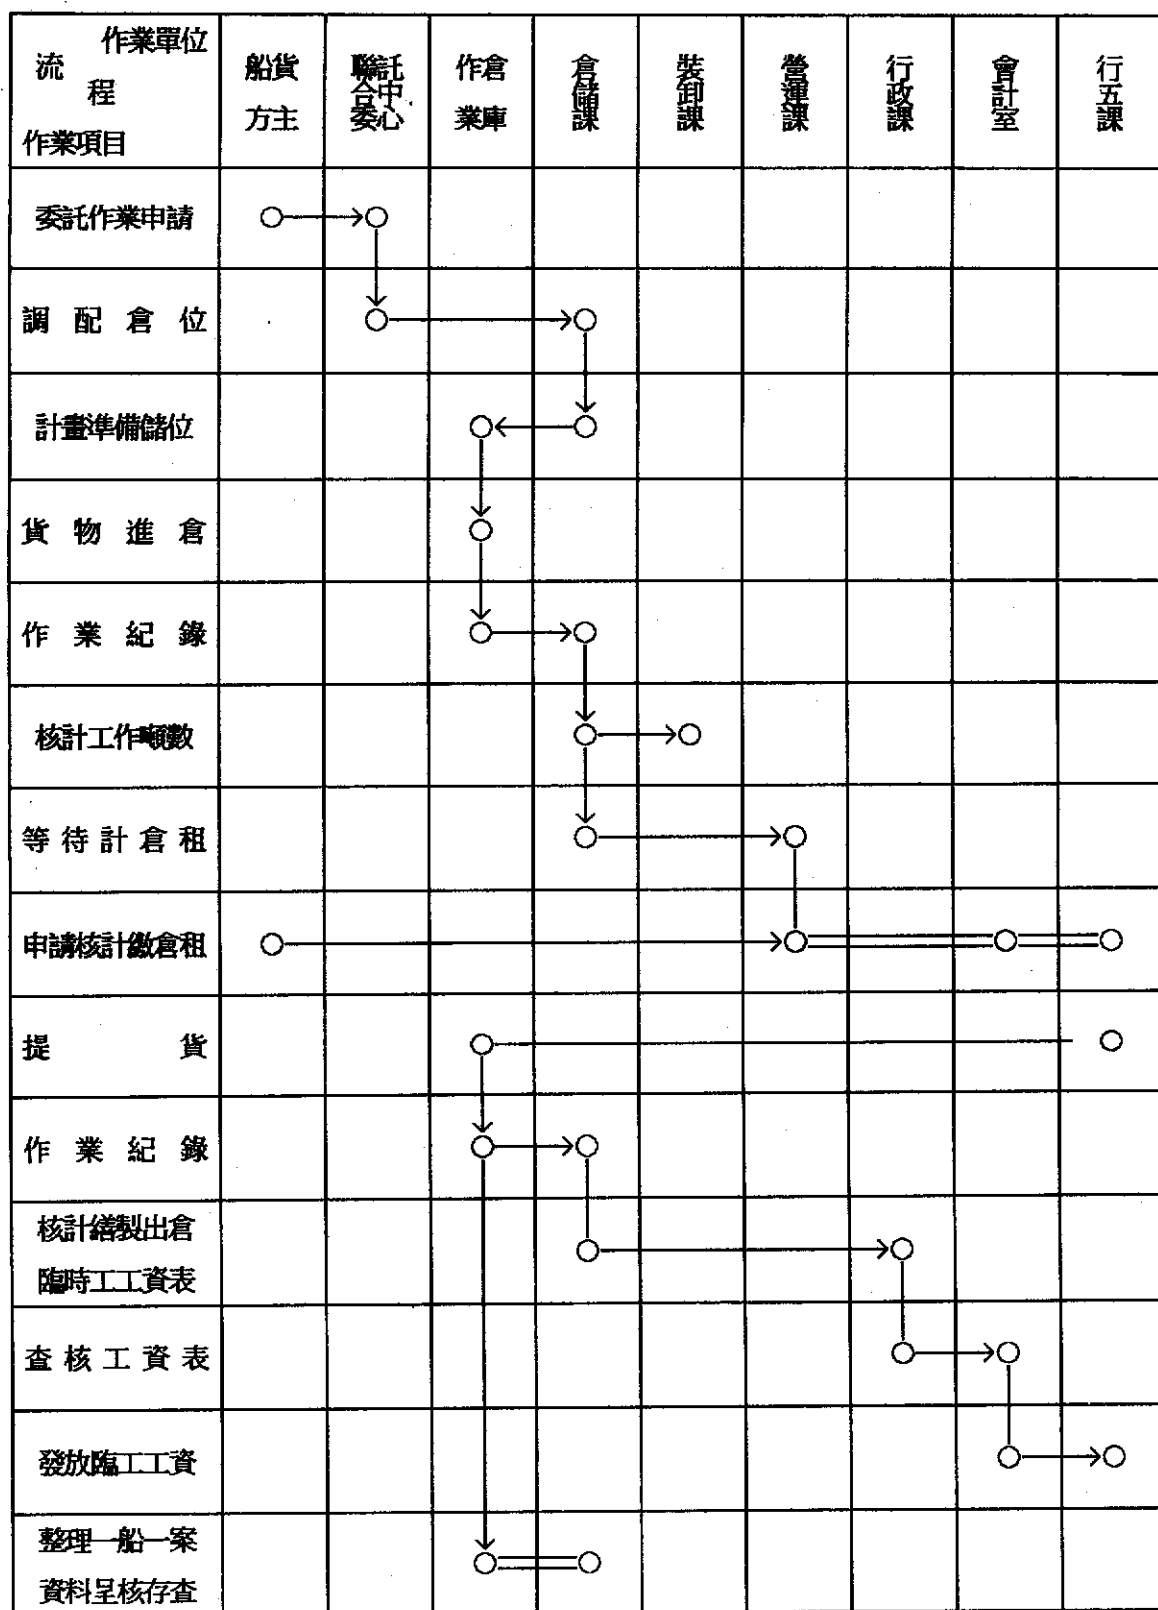 作業單位
流
程
作業項目
船貨
方主
聯合委
託中心
作倉
業庫
倉儲課
裝卸課
營運課
行政課
會計室
行五課
委託作業申請
調配倉位
計畫準備儲位
貨物進倉
作業紀錄
核計工作噸數
等待計倉租
申請核計繳倉租
提貨
作業紀錄
核計繕製出倉
臨時工工資表
查核工資表
發放臨工工資
整理一船一案
資料呈核存查